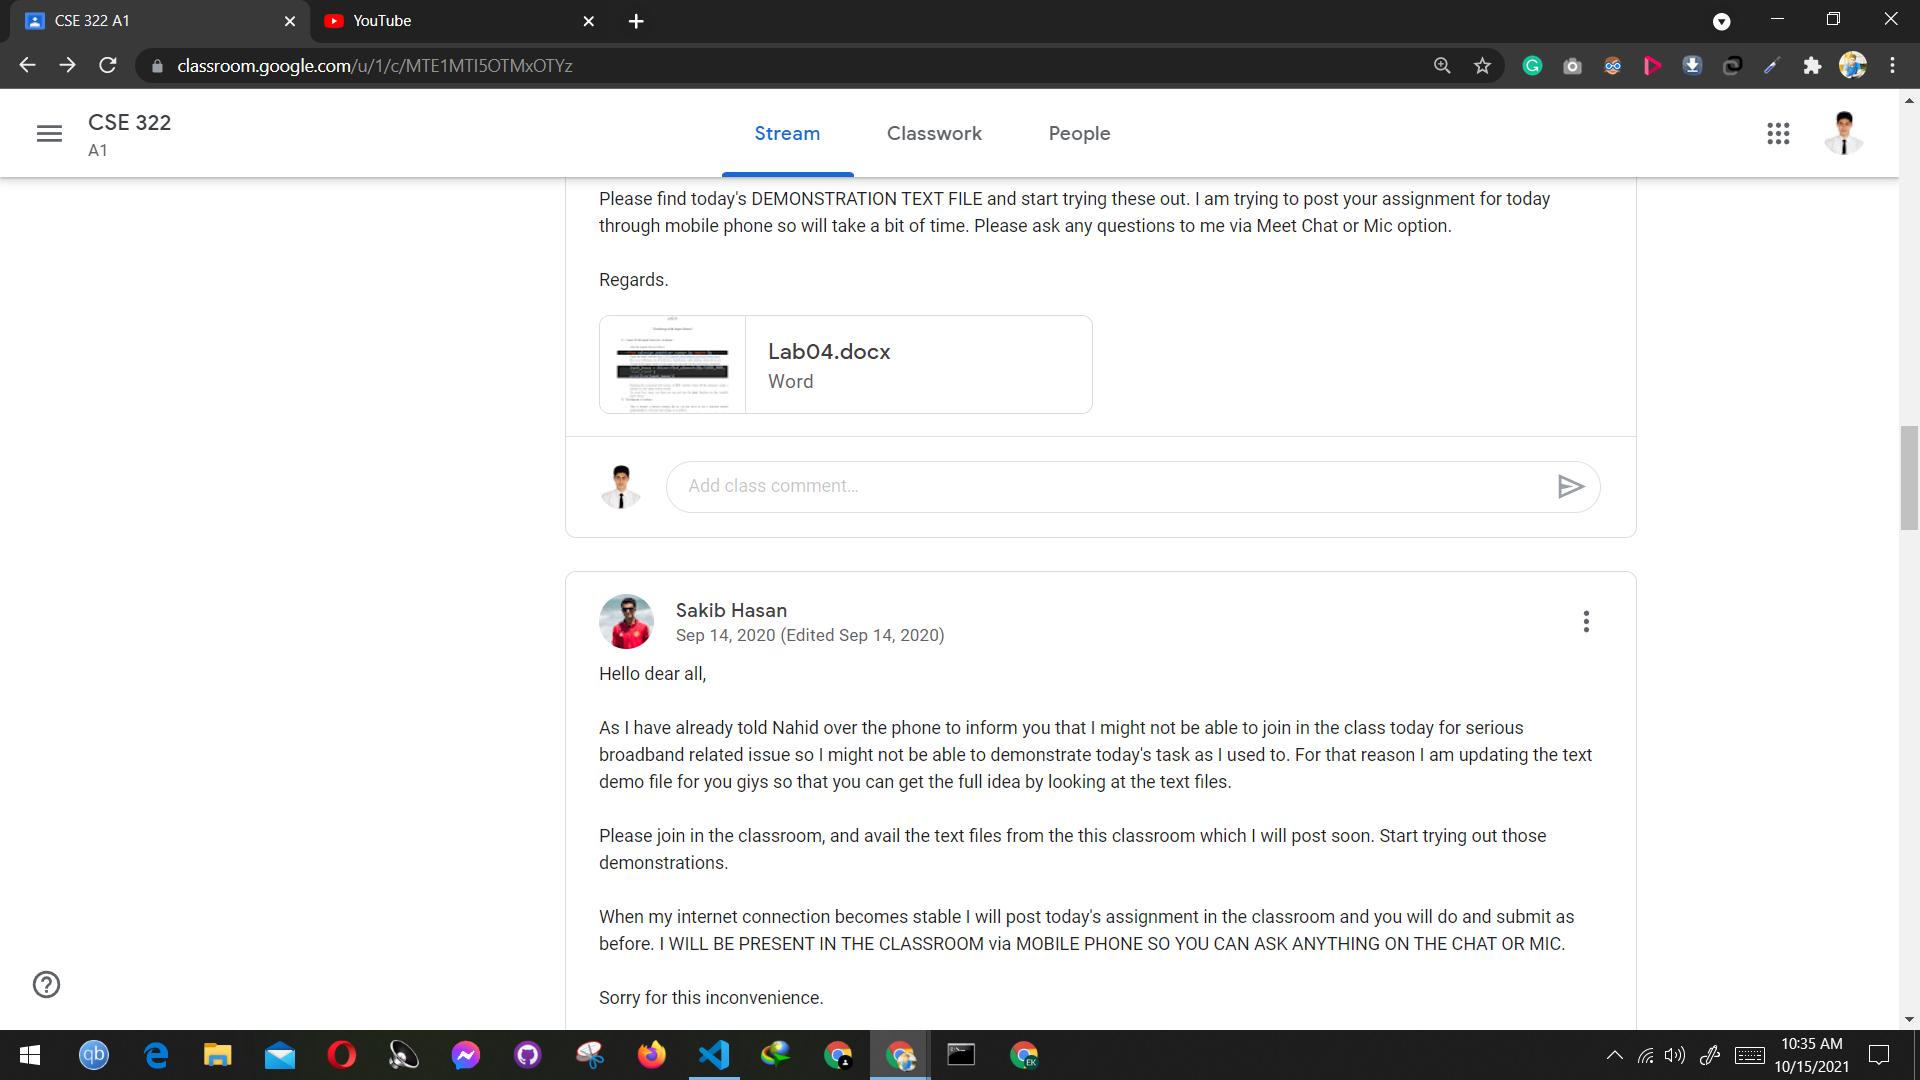 CSE 322 A1
YouTube
classroom.google.com/u/1/c/MTE1MTI5OTMxOTYz
CSE 322
A1
Stream
Classwork
People
Please find today's DEMONSTRATION TEXT FILE and start trying these out. I am trying to post your assignment for today
through mobile phone so will take a bit of time. Please ask any questions to me via Meet Chat or Mic option.
Regards.
Lab04.docx
Word
Add class comment...
Sakib Hasan
Sep 14, 2020 (Edited Sep 14, 2020)
Hello dear all,
As I have already told Nahid over the phone to inform you that I might not be able to join in the class today for serious
broadband related issue so I might not be able to demonstrate today's task as I used to. For that reason I am updating the text
demo file for you giys so that you can get the full idea by looking at the text files.
Please join in the classroom, and avail the text files from the this classroom which I will post soon. Start trying out those
demonstrations.
When my internet connection becomes stable I will post today's assignment in the classroom and you will do and submit as
before. I WILL BE PRESENT IN THE CLASSROOM via MOBILE PHONE SO YOU CAN ASK ANYTHING ON THE CHAT OR MIC.
Sorry for this inconvenience.
qb
EK
10:35 AM
10/15/2021